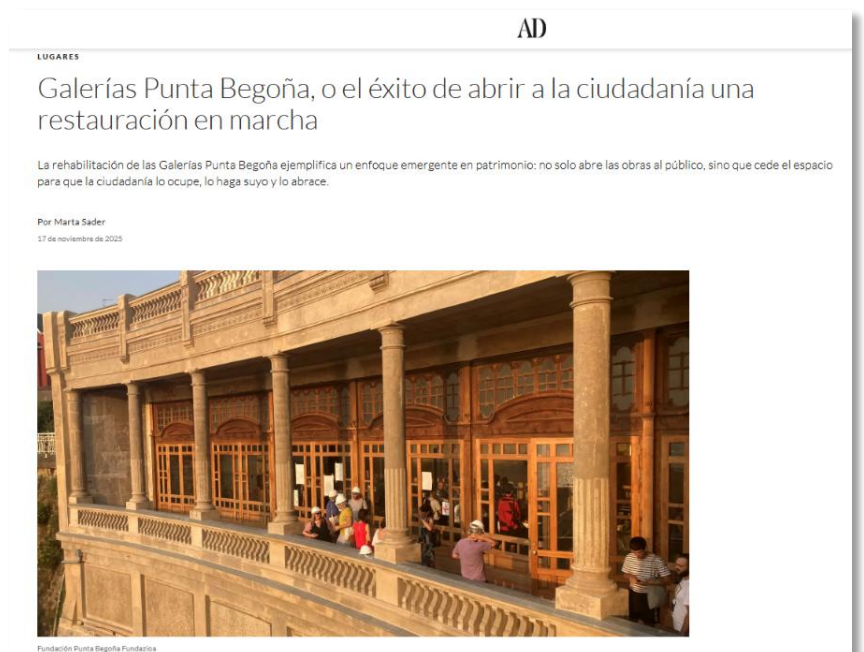 AD
LUGARES
Galerías Punta Begoña, o el éxito de abrir a la ciudadanía una
restauración en marcha
La rehabilitación de las Galerías Punta Begoña ejemplifica un enfoque emergente en patrimonio: no solo abre las obras al público, sino que cede el espacio
para que la ciudadanía lo ocupe, lo haga suyo y lo abrace.
Por Marta Sader
17 de noviembre de 2025
Fundación Punta Begoña Fundazioa